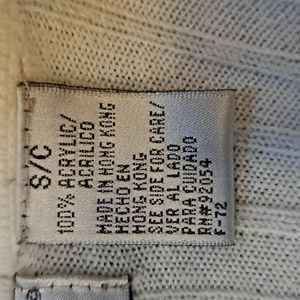 S/C
100% ACRYLIC/
ACRILICO
MADE IN HONG KONG
HECHO EN
HONG KONG
SEE SIDE FOR CARE/
VER AL LADO
PARA CUIDADO
RN#92054
F-72